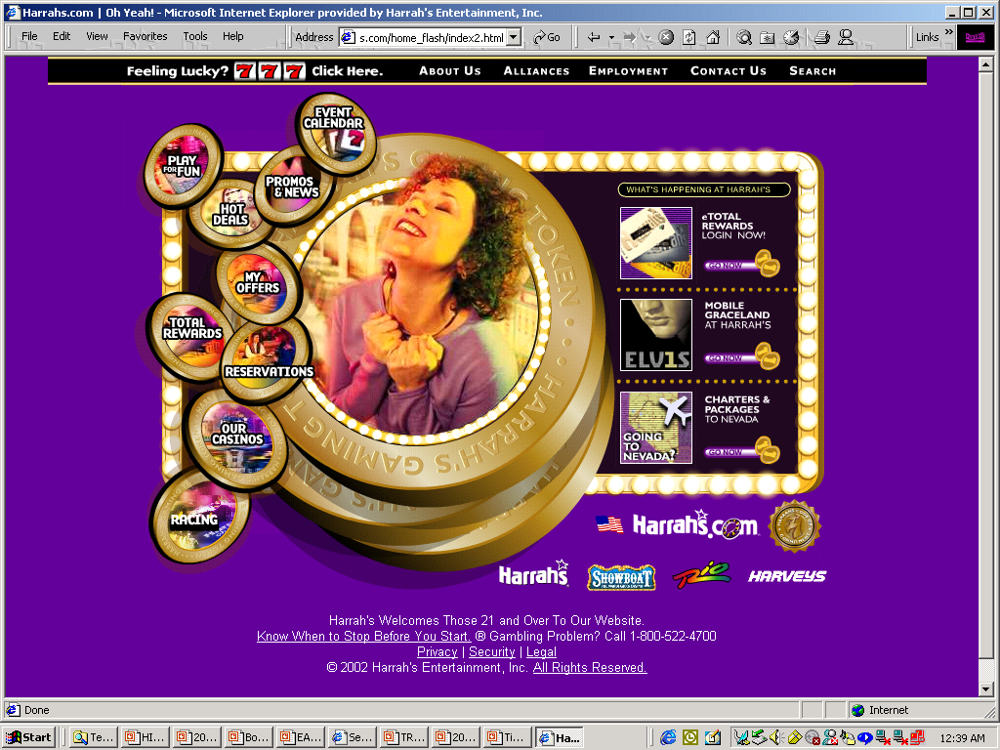 Harrahs.com | Oh Yeah! - Microsoft Internet Explorer provided by Harrah's Entertainment, Inc.
File Edit View Favorites Tools Help Address s.com/home_flash/index2.html Go Links »
Feeling Lucky? 7 7 7 Click Here. ABOUT US ALLIANCES EMPLOYMENT CONTACT US SEARCH
EVENT
CALENDAR
PLAY
FOR FUN
PROMOS
& NEWS
HOT
DEALS
MY
OFFERS
TOTAL
REWARDS
RESERVATIONS
OUR
CASINOS
RACING
HARRAH'S GAMING TOKEN
WHAT'S HAPPENING AT HARRAH'S
eTOTAL
REWARDS
LOGIN NOW!
GO NOW
ELV1S
MOBILE
GRACELAND
AT HARRAH'S
GO NOW
GOING
TO
NEVADA?
CHARTERS &
PACKAGES
TO NEVADA
GO NOW
Harrah's.com
Harrah's SHOWBOAT RIO HARVEYS
Harrah's Welcomes Those 21 and Over To Our Website.
Know When to Stop Before You Start. ® Gambling Problem? Call 1-800-522-4700
Privacy | Security | Legal
© 2002 Harrah's Entertainment, Inc. All Rights Reserved.
Done Internet
Start Te... HI... 20... Bo... EA... Se... TR... 20... Ti... Ha... 12:39 AM